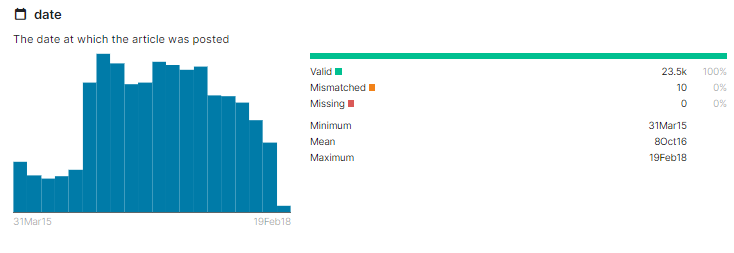 date
The date at which the article was posted
31Mar15 19Feb18
Valid 23.5k 100%
Mismatched 10 0%
Missing 0 0%
Minimum 31Mar15
Mean 8Oct16
Maximum 19Feb18